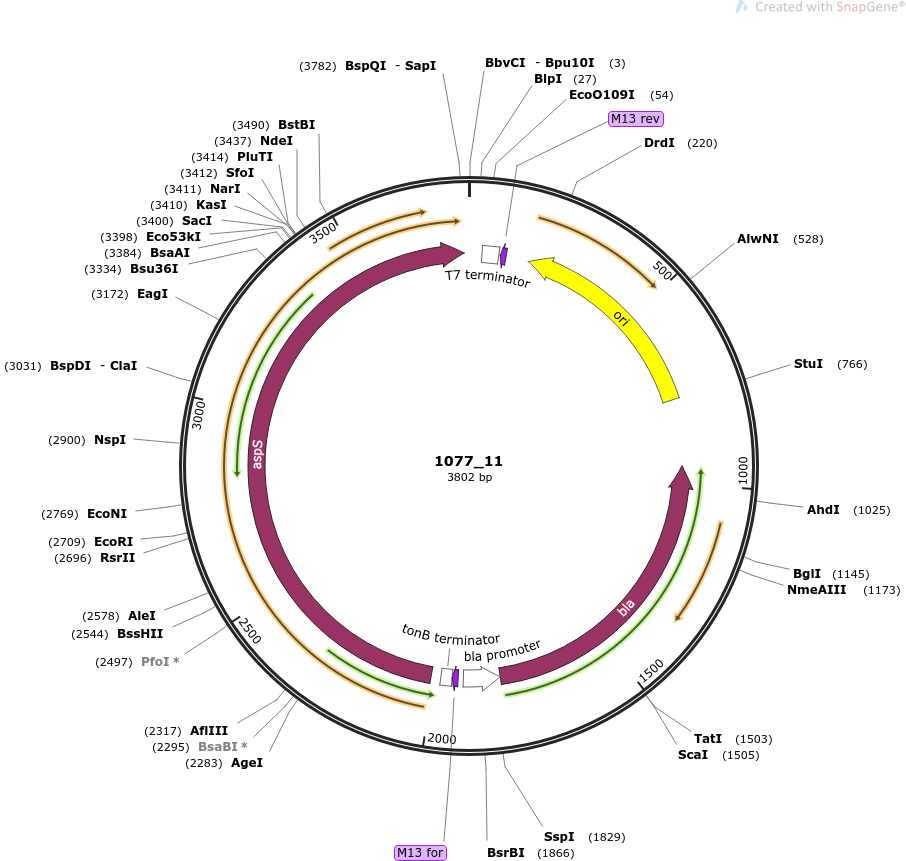 Created with SnapGene®
(3782) BspQI - SapI
BbvCI - Bpu10I (3)
BlpI (27)
EcoO109I (54)
M13 rev
DrdI (220)
AlwNI (528)
StuI (766)
AhdI (1025)
BglI (1145)
NmeAIII (1173)
TatI (1503)
ScaI (1505)
SspI (1829)
BsrBI (1866)
M13 for
(2283) AgeI
(2295) BsaBI *
(2317) AflIII
(2497) PfoI *
(2544) BssHII
(2578) AleI
(2696) RsrII
(2709) EcoRI
(2769) EcoNI
(2900) NspI
(3031) BspDI - ClaI
(3172) EagI
(3334) Bsu36I
(3384) BsaAI
(3398) Eco53kI
(3400) SacI
(3410) KasI
(3411) NarI
(3412) SfoI
(3414) PluTI
(3437) NdeI
(3490) BstBI
500
1000
1500
2000
2500
3000
3500
T7 terminator
ori
bla
bla promoter
tonB terminator
aspS
1077_11
3802 bp